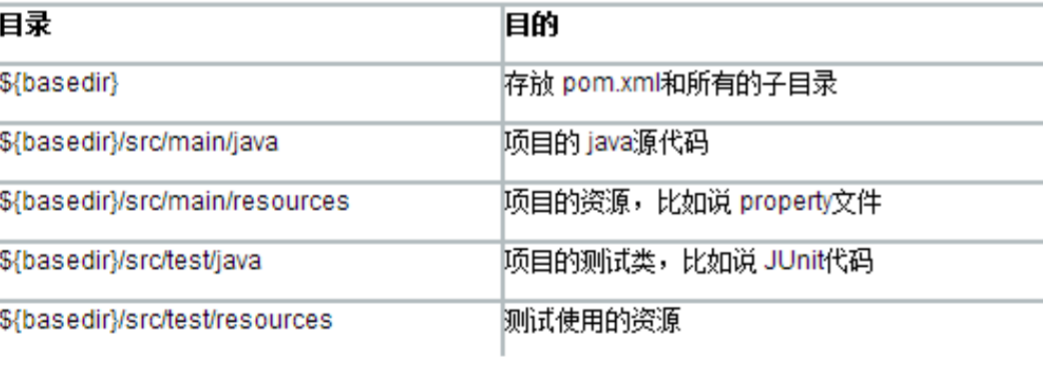 目录 目的
${basedir} 存放 pom.xml和所有的子目录
${basedir}/src/main/java 项目的 java源代码
${basedir}/src/main/resources 项目的资源，比如说 property文件
${basedir}/src/test/java 项目的测试类，比如说 JUnit代码
${basedir}/src/test/resources 测试使用的资源